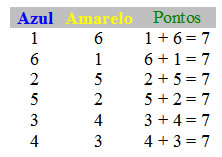 Azul Amarelo Pontos
1 6 1 + 6 = 7
6 1 6 + 1 = 7
2 5 2 + 5 = 7
5 2 5 + 2 = 7
3 4 3 + 4 = 7
4 3 4 + 3 = 7